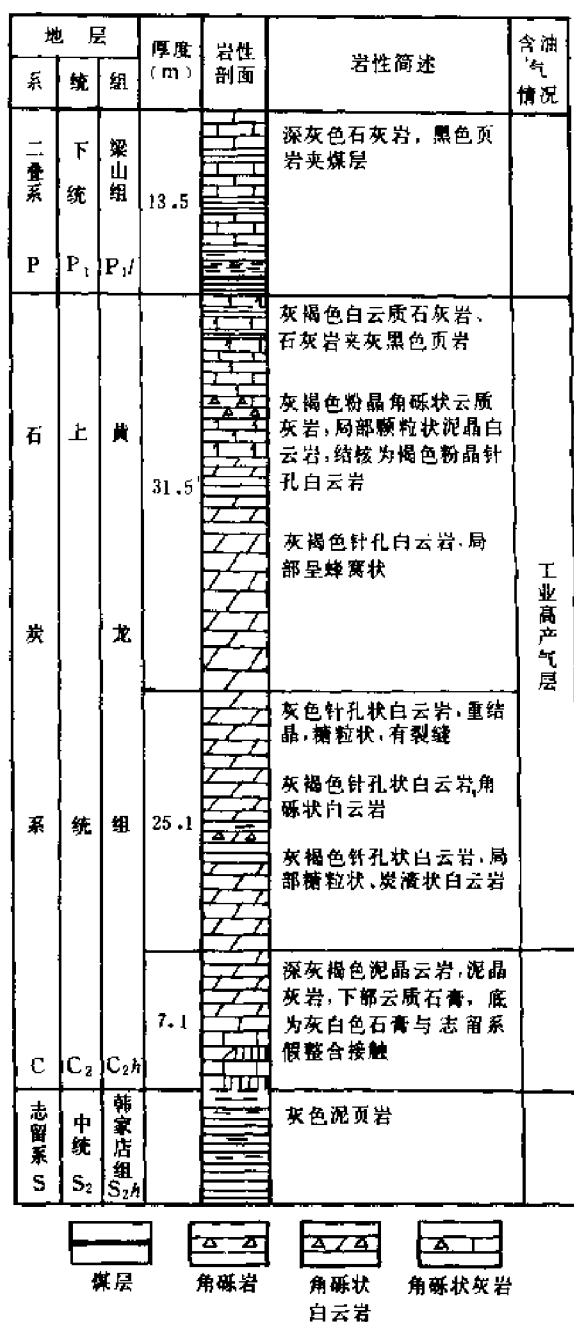 地 层
系 统 组
厚度
(m)
岩性
剖面
岩性简述
含油
气
情况
二叠系
P
下统
P₁
梁山组
P₁l
13.5
深灰色石灰岩，黑色页
岩夹煤层
石炭系
C
上统
C₂
黄龙组
C₂h
31.5
灰褐色白云质石灰岩、
石灰岩夹灰黑色页岩
灰褐色粉晶角砾状云质
灰岩，局部颗粒状泥晶白
云岩，结核为褐色粉晶针
孔白云岩
灰褐色针孔白云岩，局
部呈蜂窝状
25.1
灰色针孔状白云岩，重结
晶，糖粒状，有裂缝
灰褐色针孔状白云岩，角
砾状白云岩
灰褐色针孔状白云岩，局
部糖粒状、炭渣状白云岩
7.1
深灰褐色泥晶云岩，泥晶
灰岩，下部云质石膏，底
为灰白色石膏与志留系
假整合接触
工业高产气层
志留系
S
中统
S₂
韩家店组
S₂h
灰色泥页岩
煤层
角砾岩
角砾状
白云岩
角砾状灰岩